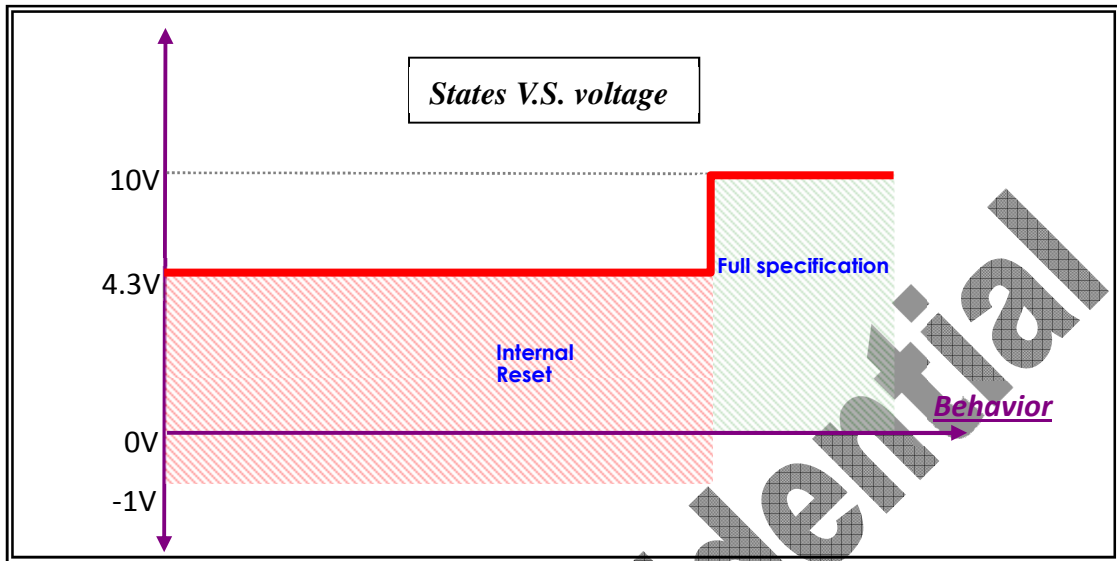 States V.S. voltage
10V
4.3V
Full specification
Internal
Reset
Behavior
0V
-1V
dential